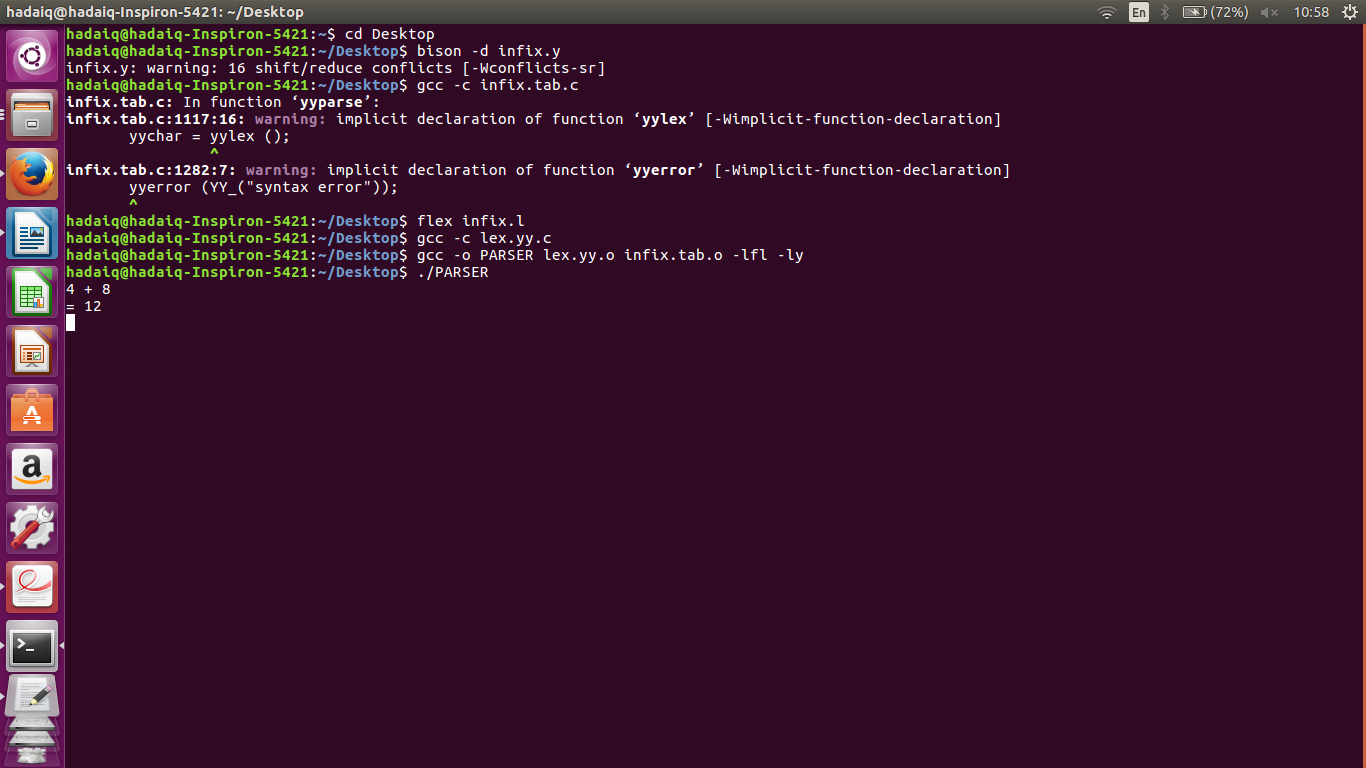 hadaiq@hadaiq-Inspiron-5421: ~/Desktop
En
(72%)
10:58
hadaiq@hadaiq-Inspiron-5421:~$ cd Desktop
hadaiq@hadaiq-Inspiron-5421:~/Desktop$ bison -d infix.y
infix.y: warning: 16 shift/reduce conflicts [-Wconflicts-sr]
hadaiq@hadaiq-Inspiron-5421:~/Desktop$ gcc -c infix.tab.c
infix.tab.c: In function ‘yyparse’:
infix.tab.c:1117:16: warning: implicit declaration of function ‘yylex’ [-Wimplicit-function-declaration]
yychar = yylex ();
^
infix.tab.c:1282:7: warning: implicit declaration of function ‘yyerror’ [-Wimplicit-function-declaration]
yyerror (YY_("syntax error"));
^
hadaiq@hadaiq-Inspiron-5421:~/Desktop$ flex infix.l
hadaiq@hadaiq-Inspiron-5421:~/Desktop$ gcc -c lex.yy.c
hadaiq@hadaiq-Inspiron-5421:~/Desktop$ gcc -o PARSER lex.yy.o infix.tab.o -lfl -ly
hadaiq@hadaiq-Inspiron-5421:~/Desktop$ ./PARSER
4 + 8
= 12